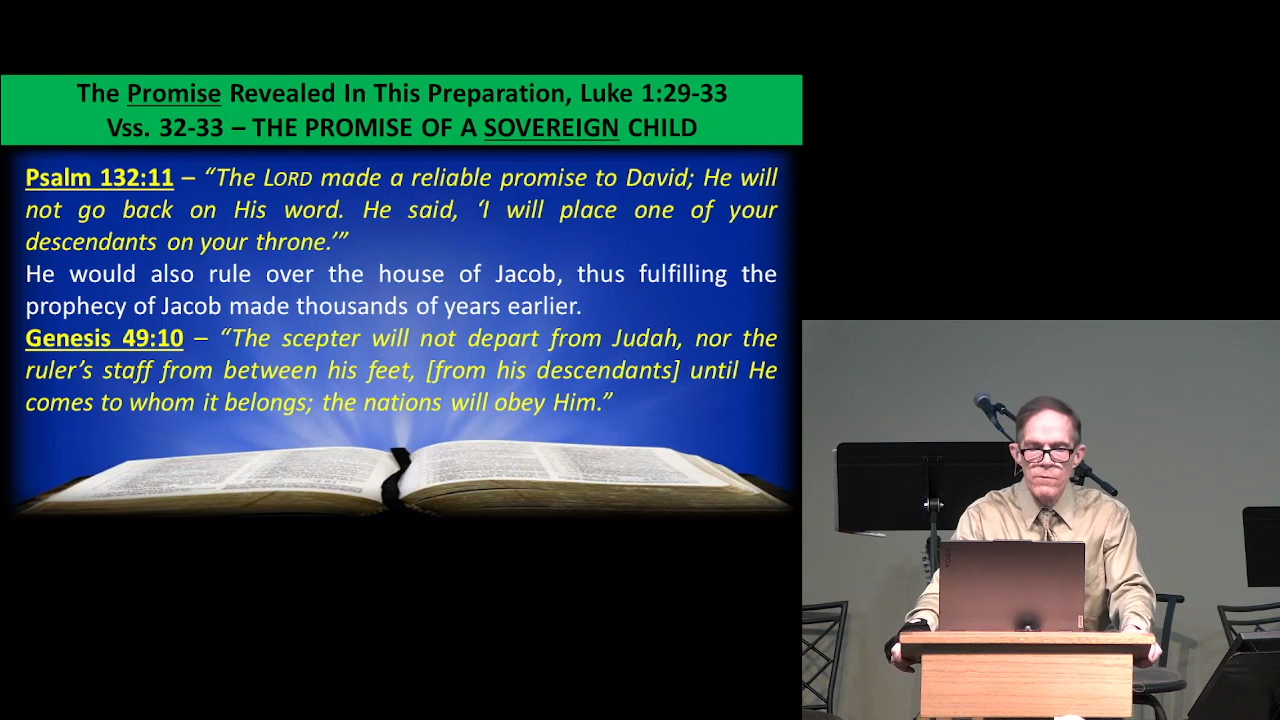 The Promise Revealed In This Preparation, Luke 1:29-33
Vss. 32-33 – THE PROMISE OF A SOVEREIGN CHILD
Psalm 132:11 – “The LORD made a reliable promise to David; He will
not go back on His word. He said, ‘I will place one of your
descendants on your throne.’”
He would also rule over the house of Jacob, thus fulfilling the
prophecy of Jacob made thousands of years earlier.
Genesis 49:10 – “The scepter will not depart from Judah, nor the
ruler’s staff from between his feet, [from his descendants] until He
comes to whom it belongs; the nations will obey Him.”